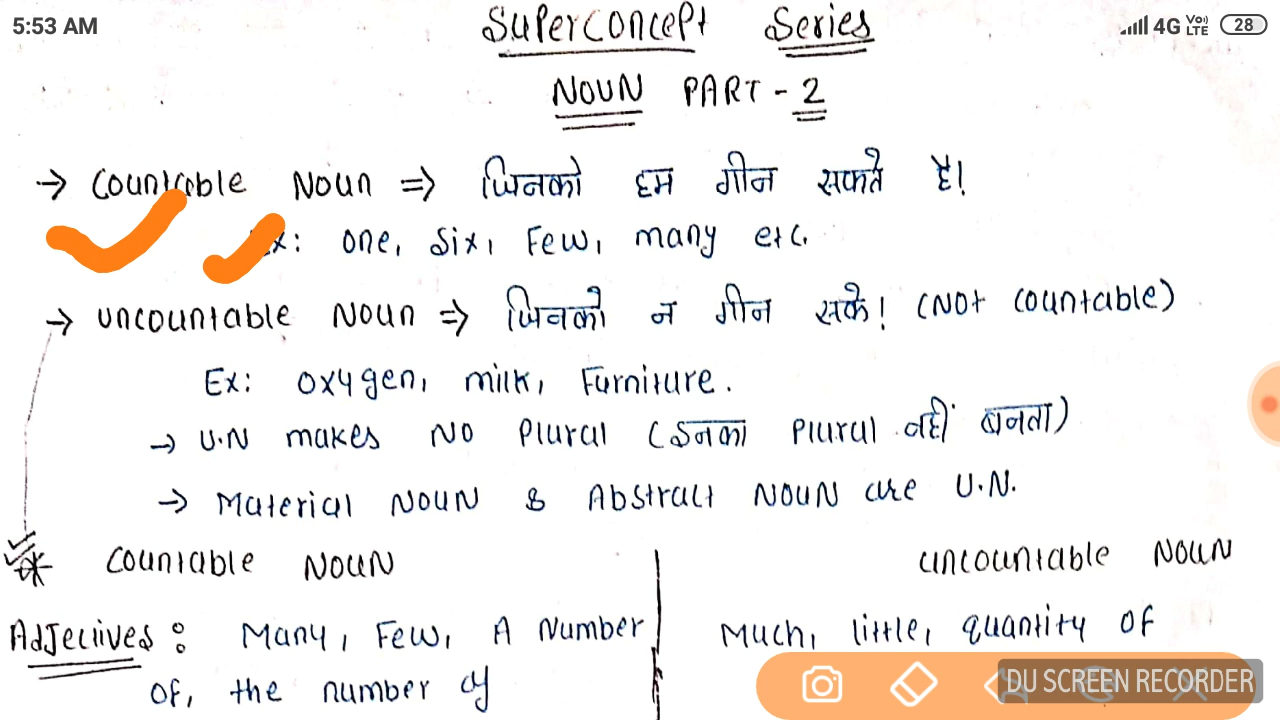 5:53 AM
4G Vo) LTE 28
Superconcept Series
NOUN PART - 2
→ Countable Noun ⇒ जिनको हम गीन सकते है!
Ex: one, six, Few, many etc.
→ uncountable Noun ⇒ जिनको न गीन सके! (Not countable)
Ex: oxygen, milk, Furniture.
→ U.N makes No Plural (इनका Plural नहीं बनता)
→ Material Noun & Abstract Noun are U.N.
* Countable Noun
uncountable Noun
Adjectives: Many, Few, A Number
of, the number of
Much, little, quantity of
DU SCREEN RECORDER